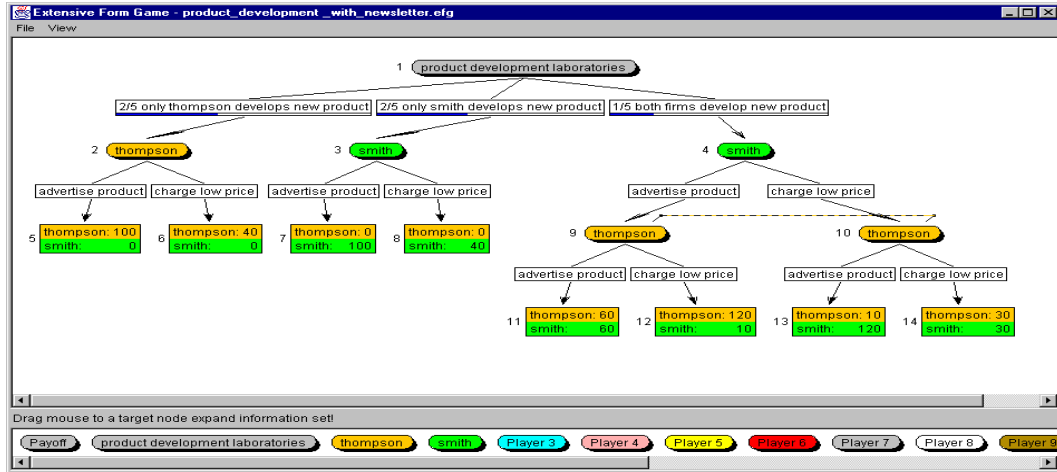 Extensive Form Game - product_development _with_newsletter.efg
File View
1 product development laboratories
2/5 only thompson develops new product 2/5 only smith develops new product 1/5 both firms develop new product
2 thompson 3 smith 4 smith
advertise product charge low price advertise product charge low price advertise product charge low price
5 thompson: 100 6 thompson: 40 7 thompson: 0 8 thompson: 0 9 thompson 10 thompson
smith: 0 smith: 0 smith: 100 smith: 40
advertise product charge low price advertise product charge low price
11 thompson: 60 12 thompson: 120 13 thompson: 10 14 thompson: 30
smith: 60 smith: 10 smith: 120 smith: 30
Drag mouse to a target node expand information set!
Payoff product development laboratories thompson smith Player 3 Player 4 Player 5 Player 6 Player 7 Player 8 Player 9